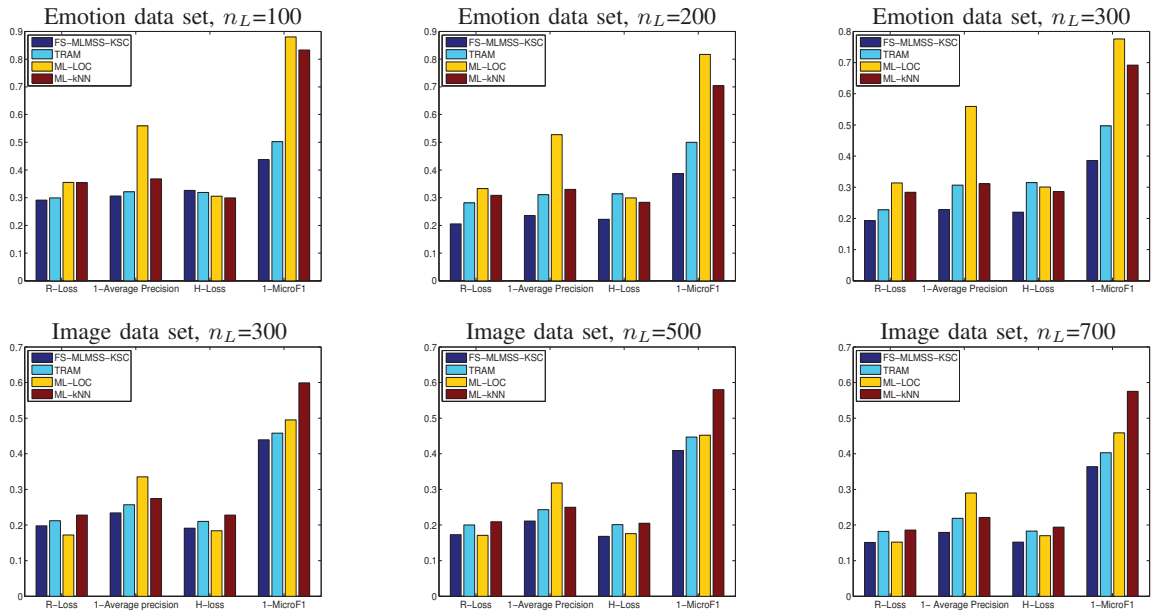 Emotion data set, n_L=100
0.9
0.8
0.7
0.6
0.5
0.4
0.3
0.2
0.1
0
FS−MLMSS−KSC
TRAM
ML−LOC
ML−kNN
R−Loss 1−Average Precision H−Loss 1−MicroF1
Emotion data set, n_L=200
0.9
0.8
0.7
0.6
0.5
0.4
0.3
0.2
0.1
0
FS−MLMSS−KSC
TRAM
ML−LOC
ML−kNN
R−Loss 1−Average Precision H−Loss 1−MicroF1
Emotion data set, n_L=300
0.8
0.7
0.6
0.5
0.4
0.3
0.2
0.1
0
FS−MLMSS−KSC
TRAM
ML−LOC
ML−kNN
R−Loss 1−Average Precision H−Loss 1−MicroF1
Image data set, n_L=300
0.7
0.6
0.5
0.4
0.3
0.2
0.1
0
FS−MLMSS−KSC
TRAM
ML−LOC
ML−kNN
R−Loss 1−Average precision H−loss 1−MicroF1
Image data set, n_L=500
0.7
0.6
0.5
0.4
0.3
0.2
0.1
0
FS−MLMSS−KSC
TRAM
ML−LOC
ML−kNN
R−Loss 1−Average precision H−Loss 1−MicroF1
Image data set, n_L=700
0.7
0.6
0.5
0.4
0.3
0.2
0.1
0
FS−MLMSS−KSC
TRAM
ML−LOC
ML−kNN
R−Loss 1− Average Precision H−Loss 1−MicroF1